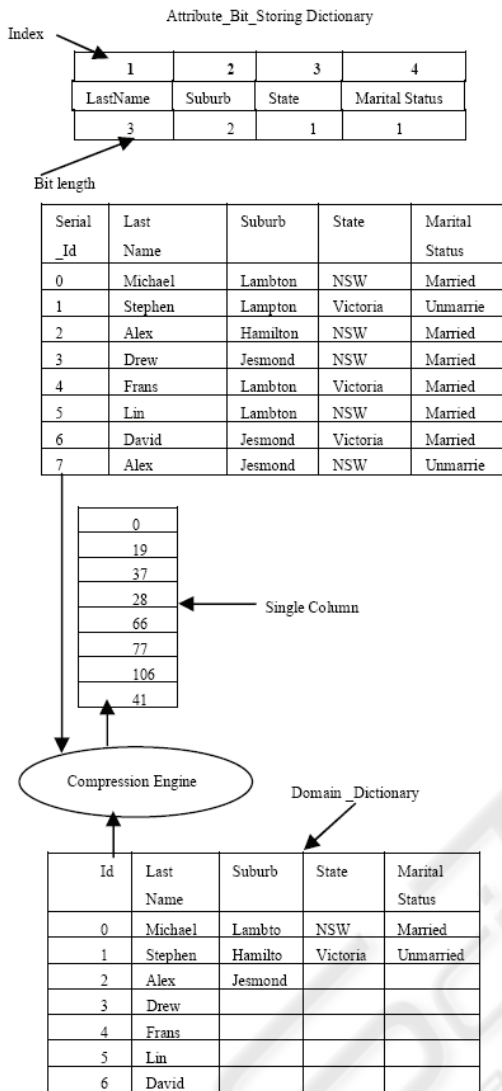 Attribute_Bit_Storing Dictionary
Index
1 2 3 4
LastName Suburb State Marital Status
3 2 1 1
Bit length
Serial _Id Last Name Suburb State Marital Status
0 Michael Lambton NSW Married
1 Stephen Lampton Victoria Unmarrie
2 Alex Hamilton NSW Married
3 Drew Jesmond NSW Married
4 Frans Lambton Victoria Married
5 Lin Lambton NSW Married
6 David Jesmond Victoria Married
7 Alex Jesmond NSW Unmarrie
0
19
37
28
66
77
106
41
Single Column
Compression Engine
Domain _Dictionary
Id Last Name Suburb State Marital Status
0 Michael Lambto NSW Married
1 Stephen Hamilto Victoria Unmarried
2 Alex Jesmond
3 Drew
4 Frans
5 Lin
6 David